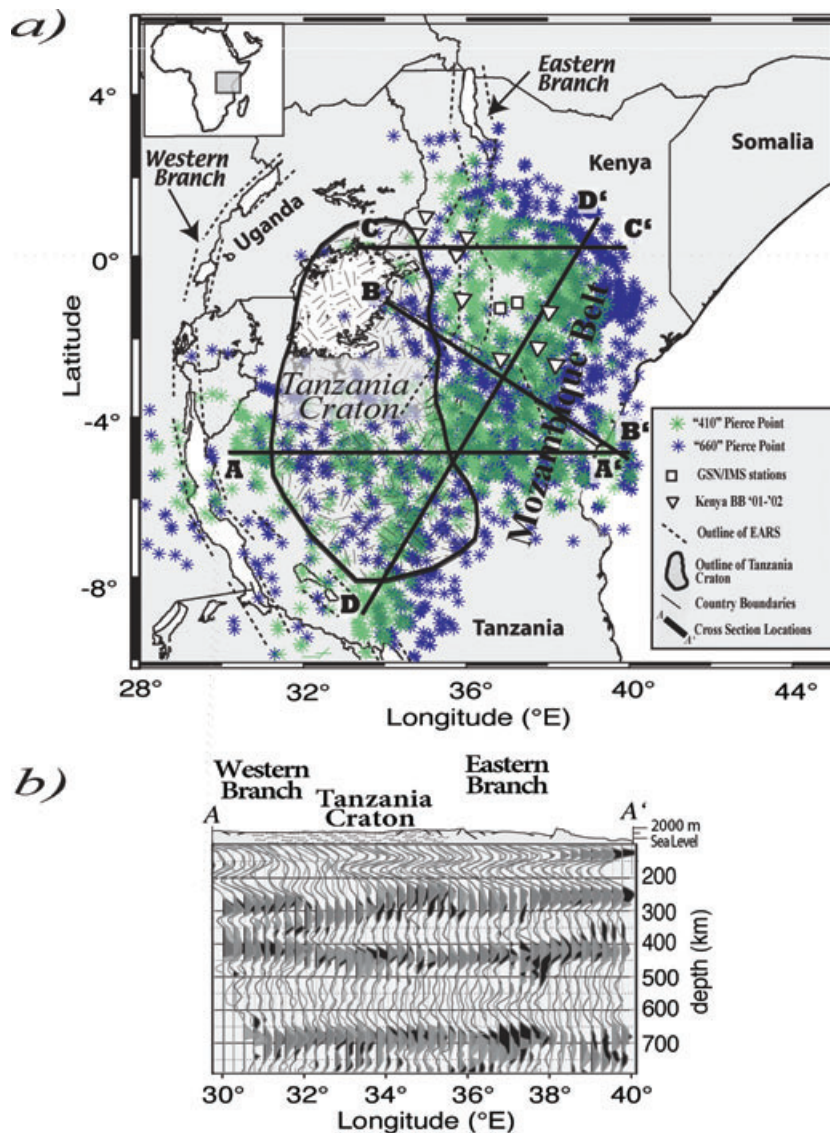 a)
Eastern
Branch
Somalia
Kenya
Western
Branch
Uganda
D‘
C
C‘
B
Mozambique Belt
Tanzania
Craton
B‘
A
A‘
D
Tanzania
4°
0°
-4°
-8°
Latitude
28°
32°
36°
40°
44°
Longitude (°E)
“410” Pierce Point
“660” Pierce Point
GSN/IMS stations
Kenya BB ‘01-‘02
Outline of EARS
Outline of Tanzania
Craton
Country Boundaries
A
A‘
Cross Section Locations
b)
Western
Branch
Tanzania
Craton
Eastern
Branch
A
A‘
2000 m
Sea Level
200
300
400
500
600
700
depth (km)
30°
32°
34°
36°
38°
40°
Longitude (°E)